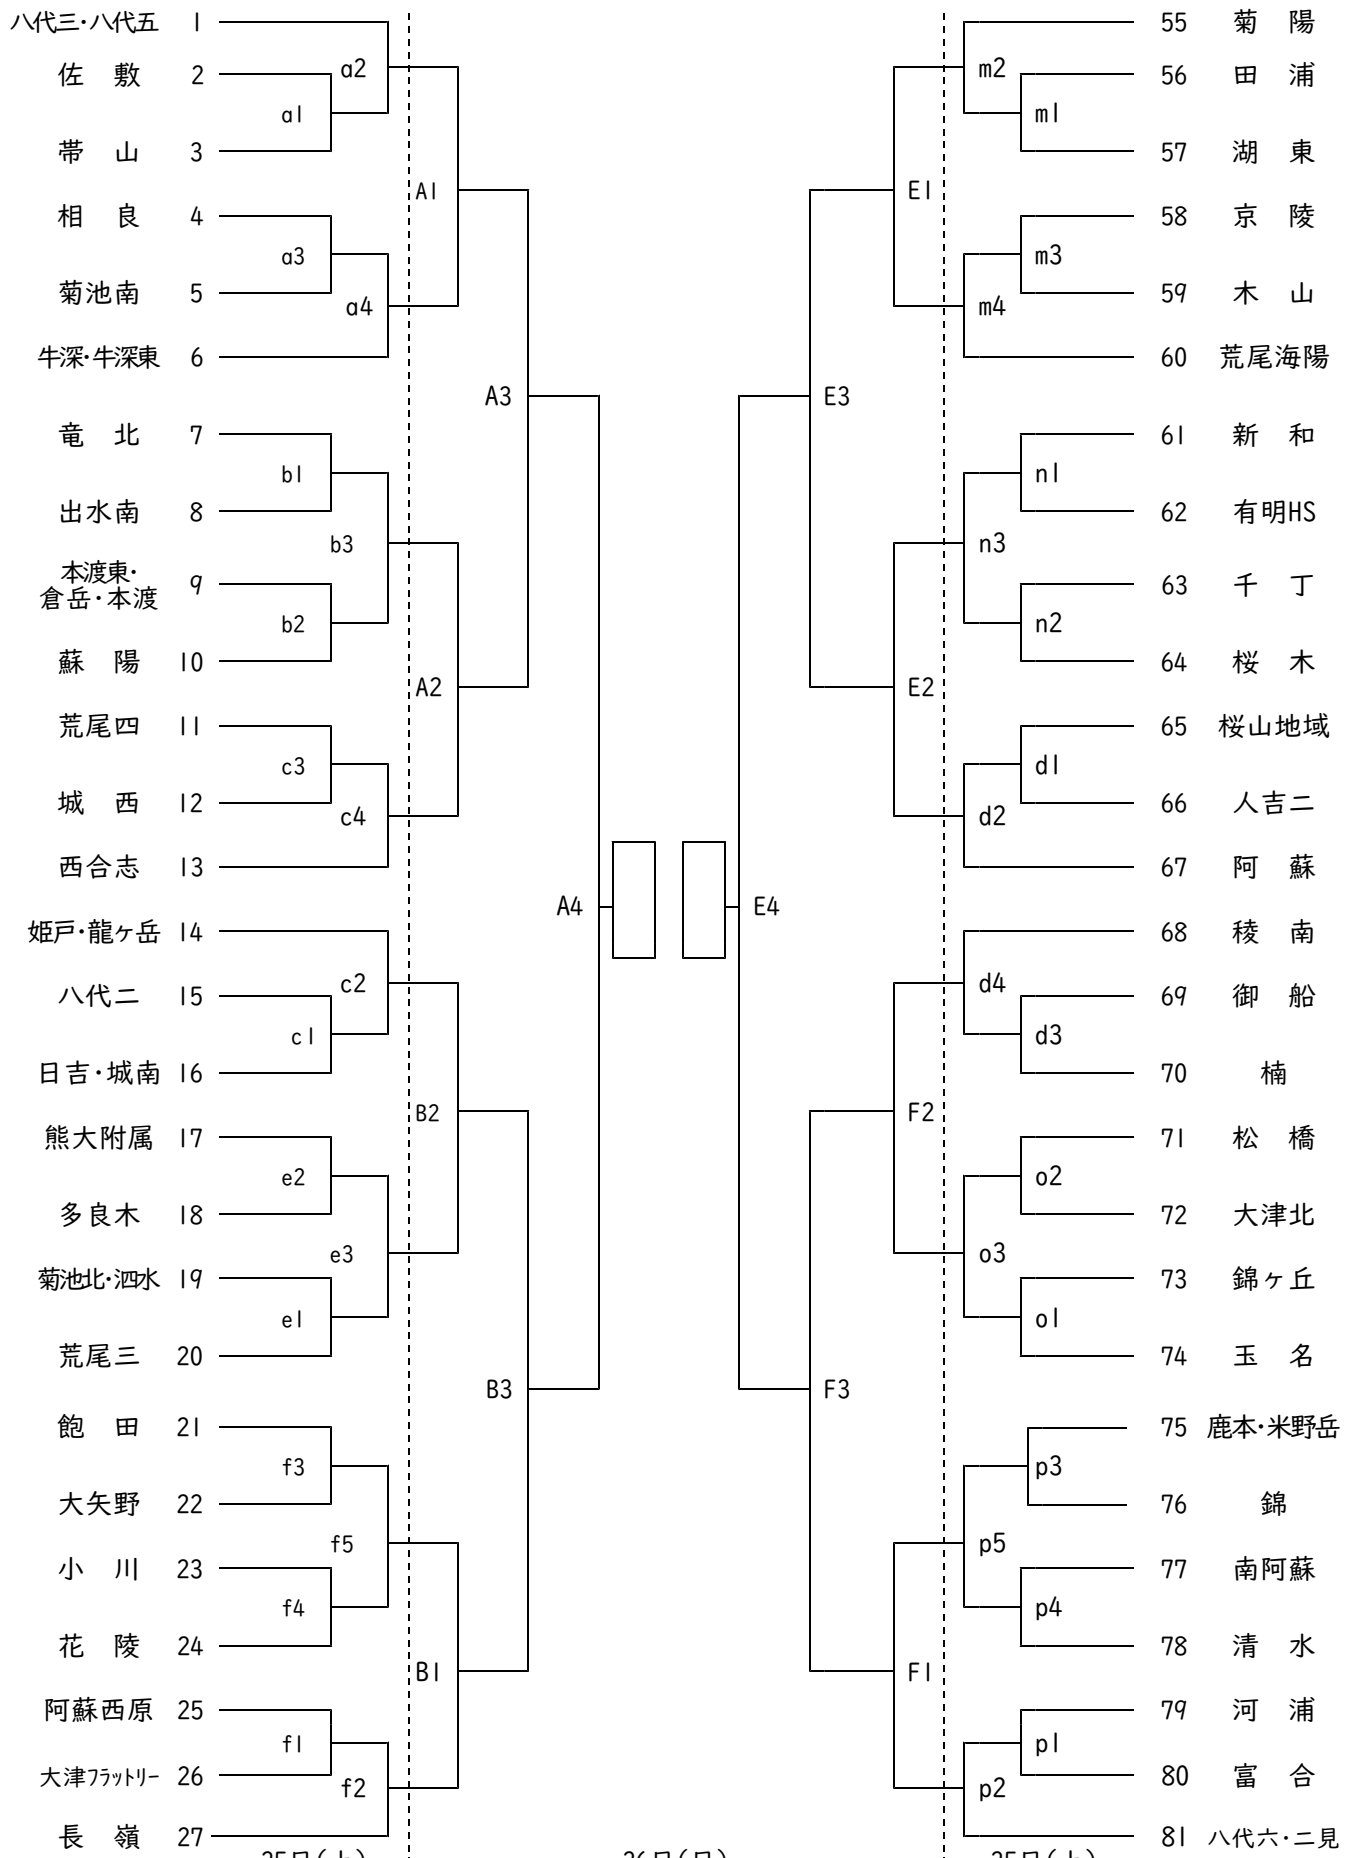 八代三・八代五 1
佐 敷 2
帯 山 3
相 良 4
菊池南 5
牛深・牛深東 6
竜 北 7
出水南 8
本渡東・
倉岳・本渡 9
蘇 陽 10
荒尾四 11
城 西 12
西合志 13
姫戸・龍ヶ岳 14
八代二 15
日吉・城南 16
熊大附属 17
多良木 18
菊池北・泗水 19
荒尾三 20
飽 田 21
大矢野 22
小 川 23
花 陵 24
阿蘇西原 25
大津フラットリー 26
長 嶺 27
a2
a1
a3
a4
b1
b3
b2
c3
c4
c2
c1
e2
e3
e1
f3
f5
f4
f1
f2
A1
A2
B2
B1
A3
B3
A4
E4
E3
F3
E1
E2
F2
F1
m2
m1
m3
m4
n1
n3
n2
d1
d2
d4
d3
o2
o3
o1
p3
p5
p4
p1
p2
55 菊 陽
56 田 浦
57 湖 東
58 京 陵
59 木 山
60 荒尾海陽
61 新 和
62 有明HS
63 千 丁
64 桜 木
65 桜山地域
66 人吉二
67 阿 蘇
68 稜 南
69 御 船
70 楠
71 松 橋
72 大津北
73 錦ヶ丘
74 玉 名
75 鹿本・米野岳
76 錦
77 南阿蘇
78 清 水
79 河 浦
80 富 合
81 八代六・二見